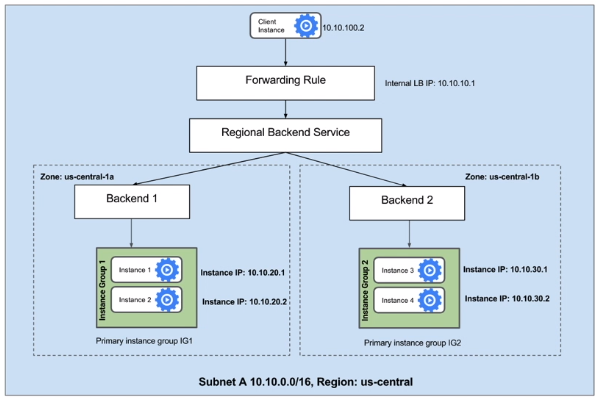 Client
Instance
10.10.100.2
Forwarding Rule
Internal LB IP: 10.10.10.1
Regional Backend Service
Zone: us-central-1a
Zone: us-central-1b
Backend 1
Backend 2
Instance Group 1
Instance 1
Instance IP: 10.10.20.1
Instance 2
Instance IP: 10.10.20.2
Primary instance group IG1
Instance Group 2
Instance 3
Instance IP: 10.10.30.1
Instance 4
Instance IP: 10.10.30.2
Primary instance group IG2
Subnet A 10.10.0.0/16, Region: us-central